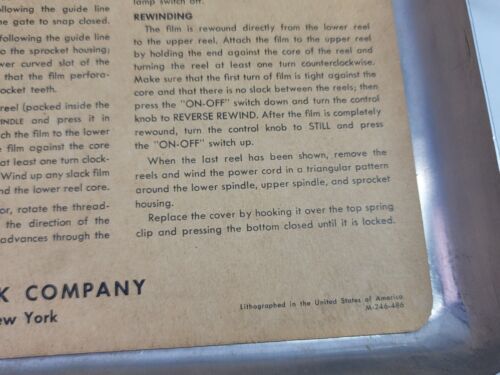 ollowing the guide line
e gate to snap closed.
following the guide line
to the sprocket housing;
wer curved slot of the
that the film perfora-
ocket teeth.
reel (packed inside the
INDLE and press it in
ch the film to the lower
film against the core
at least one turn clock-
Wind up any slack film
nd the lower reel core.
or, rotate the thread-
the direction of the
advances through the
lamp switch off.
REWINDING
The film is rewound directly from the lower reel
to the upper reel. Attach the film to the upper reel
by holding the end against the core of the reel and
turning the reel at least one turn counterclockwise.
Make sure that the first turn of film is tight against the
core and that there is no slack between the reels; then
press the "ON-OFF" switch down and turn the control
knob to REVERSE REWIND. After the film is completely
rewound, turn the control knob to STILL and press
the "ON-OFF" switch up.
When the last reel has been shown, remove the
reels and wind the power cord in a triangular pattern
around the lower spindle, upper spindle, and sprocket
housing.
Replace the cover by hooking it over the top spring
clip and pressing the bottom closed until it is locked.
K COMPANY
ew York
Lithographed in the United States of America
M-246-486